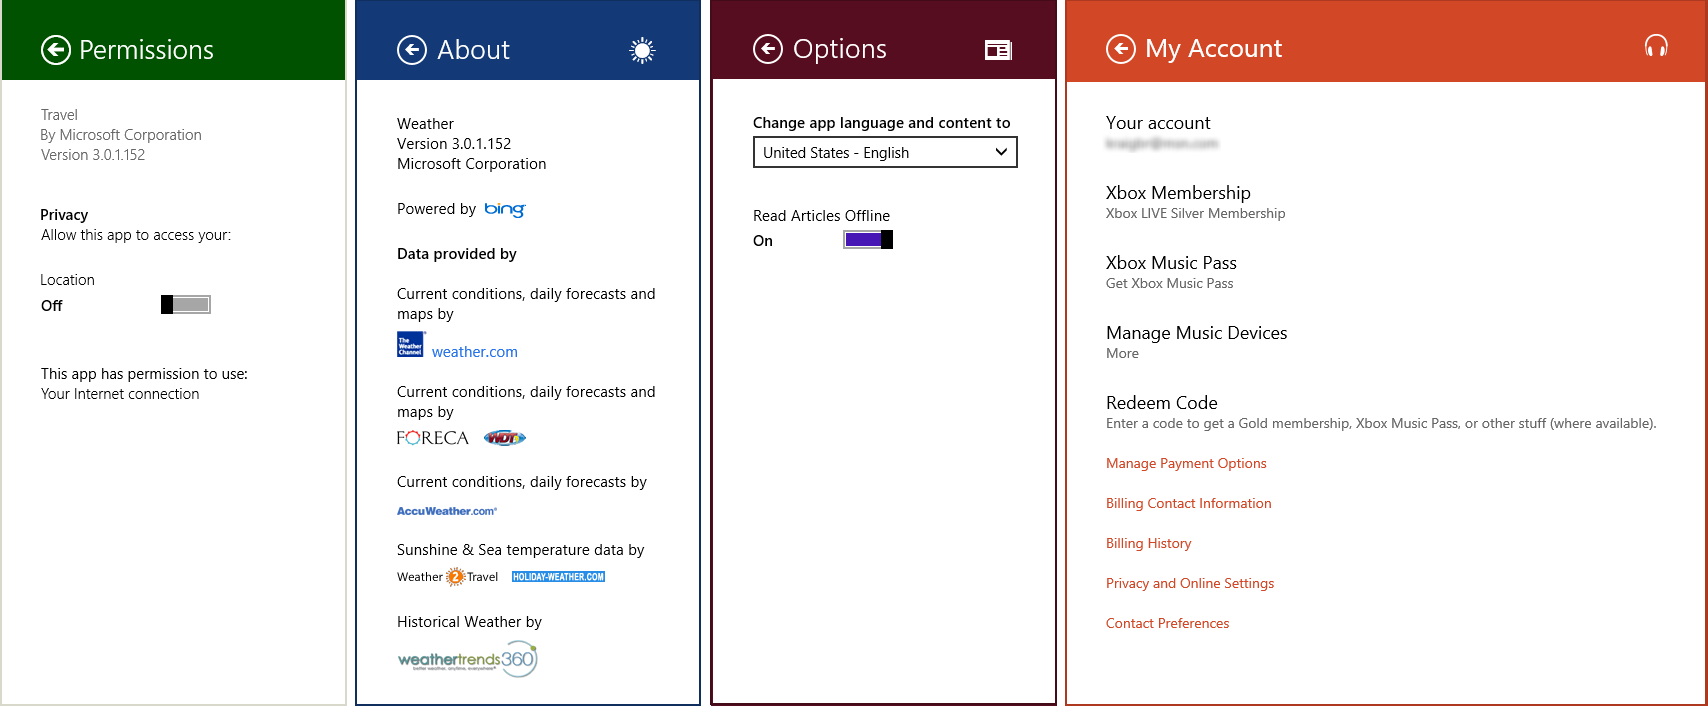 Permissions
Travel
By Microsoft Corporation
Version 3.0.1.152
Privacy
Allow this app to access your:
Location
Off
This app has permission to use:
Your Internet connection
About
Weather
Version 3.0.1.152
Microsoft Corporation
Powered by bing
Data provided by
Current conditions, daily forecasts and
maps by
The
Weather
Channel
weather.com
Current conditions, daily forecasts and
maps by
FORECA WDT
Current conditions, daily forecasts by
AccuWeather.com®
Sunshine & Sea temperature data by
Weather 2 Travel HOLIDAY-WEATHER.COM
Historical Weather by
weathertrends360
better weather. anytime, everywhere®
Options
Change app language and content to
United States - English
Read Articles Offline
On
My Account
Your account
Xbox Membership
Xbox LIVE Silver Membership
Xbox Music Pass
Get Xbox Music Pass
Manage Music Devices
More
Redeem Code
Enter a code to get a Gold membership, Xbox Music Pass, or other stuff (where available).
Manage Payment Options
Billing Contact Information
Billing History
Privacy and Online Settings
Contact Preferences